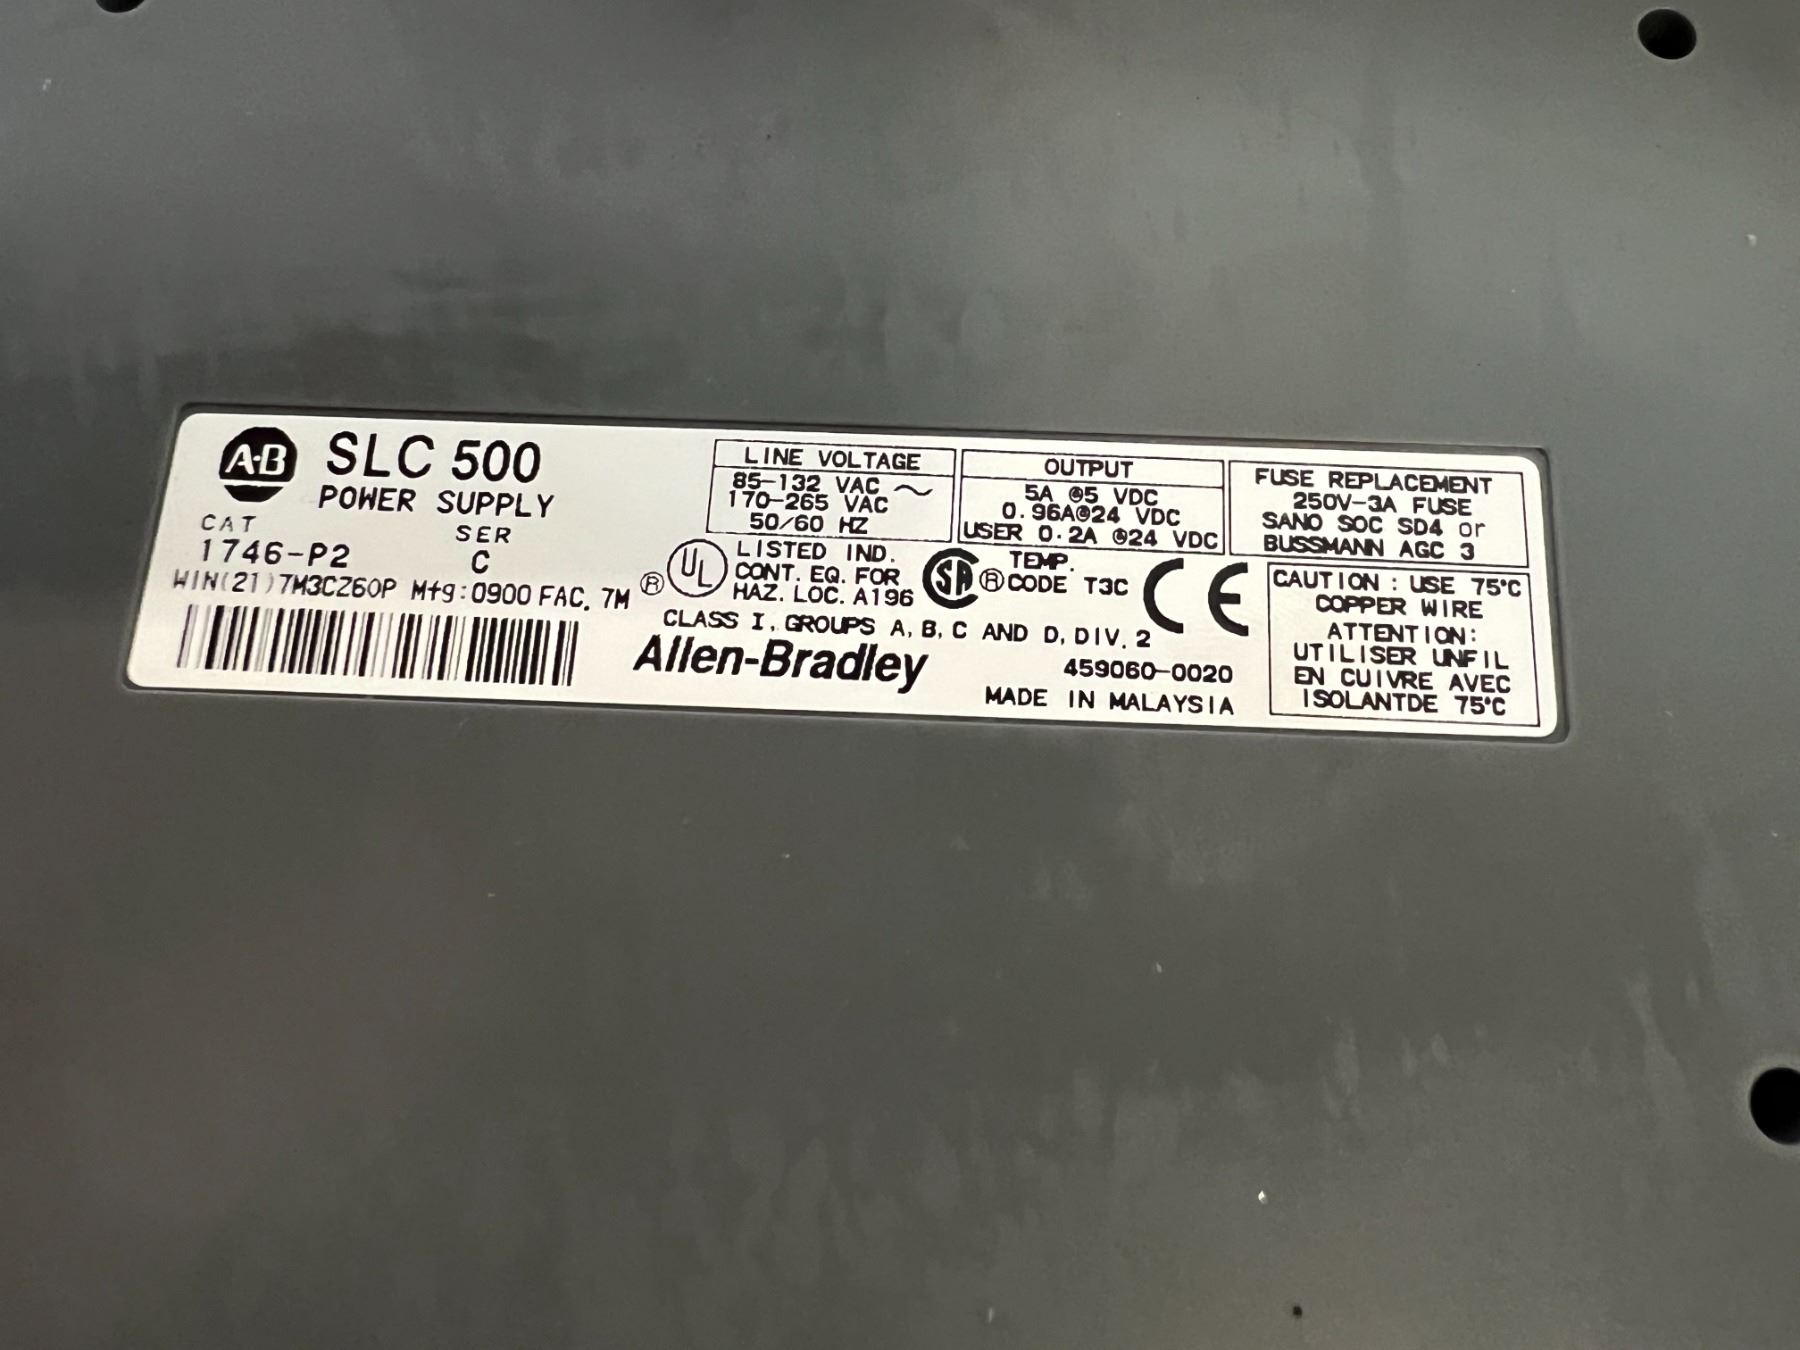 A-B
SLC 500
POWER SUPPLY
CAT
SER
1746-P2
C
WIN(21)7M3CZ60P Mfg:0900 FAC. 7M
LINE VOLTAGE
85-132 VAC ~
170-265 VAC
50/60 HZ
OUTPUT
5A @5 VDC
0.96A@24 VDC
USER 0.2A @24 VDC
FUSE REPLACEMENT
250V-3A FUSE
SANO SOC SD4 or
BUSSMANN AGC 3
UL ®
LISTED IND.
CONT. EQ. FOR
HAZ. LOC. A196
SA ®
TEMP.
CODE T3C
CE
CLASS I, GROUPS A, B, C AND D, DIV. 2
Allen-Bradley
459060-0020
MADE IN MALAYSIA
CAUTION : USE 75°C
COPPER WIRE
ATTENTION:
UTILISER UNFIL
EN CUIVRE AVEC
ISOLANTDE 75°C